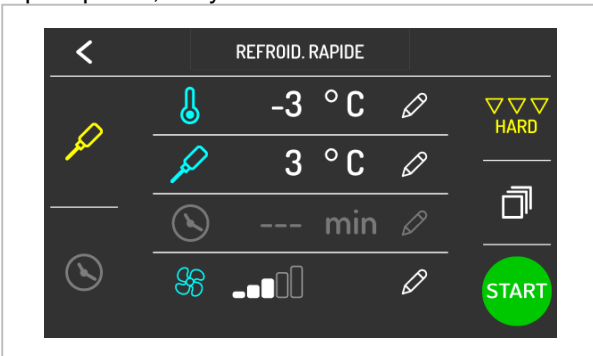 REFROID. RAPIDE
-3 °C
HARD
3 °C
--- min
START